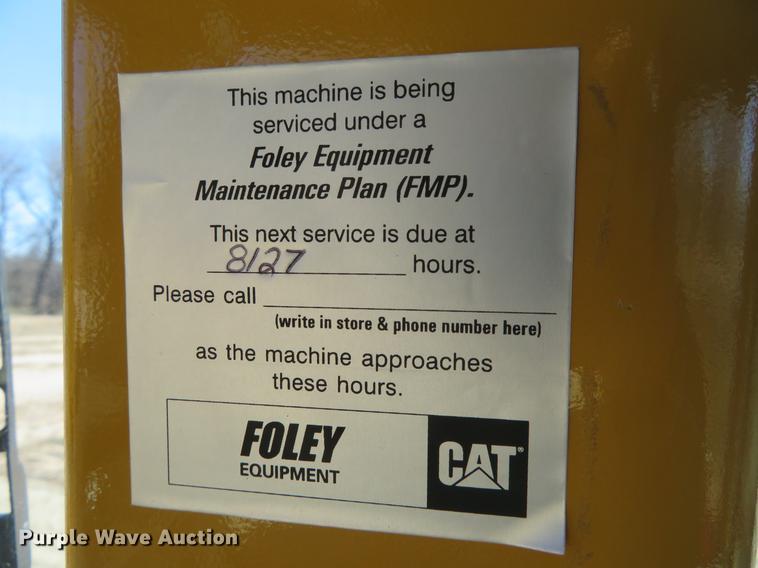 This machine is being
serviced under a
Foley Equipment
Maintenance Plan (FMP).
This next service is due at
8127 hours.
Please call
(write in store & phone number here)
as the machine approaches
these hours.
FOLEY
EQUIPMENT
CAT®
Purple Wave Auction